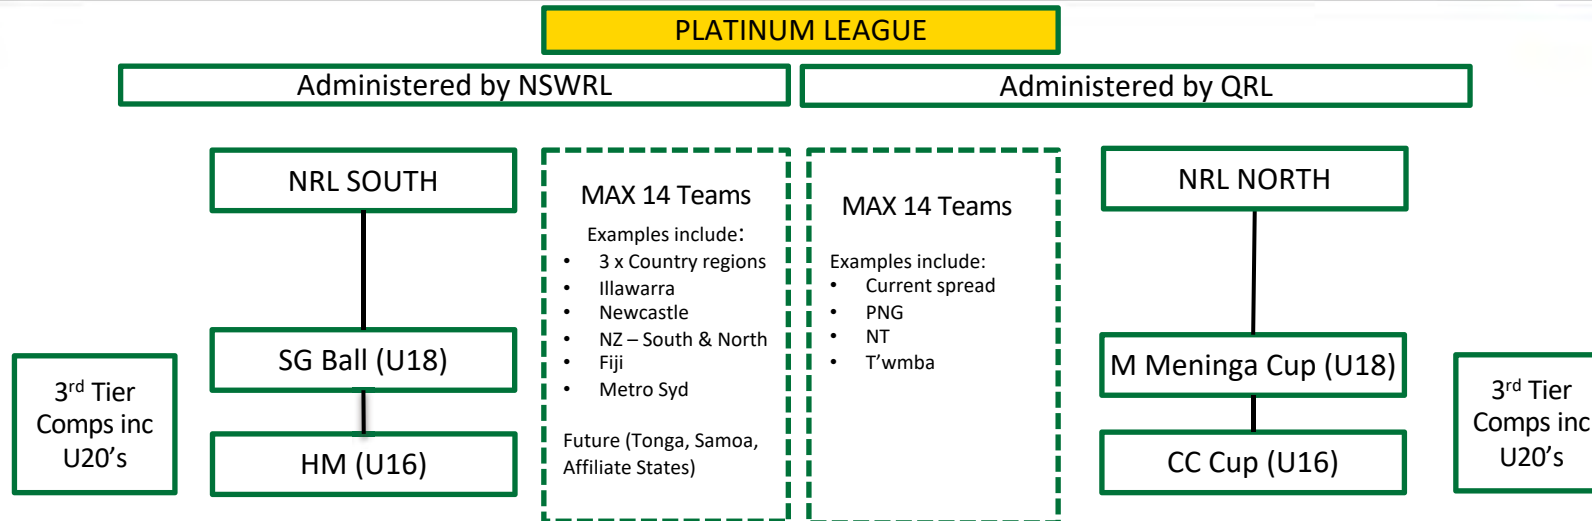 PLATINUM LEAGUE
Administered by NSWRL
Administered by QRL
NRL SOUTH
SG Ball (U18)
HM (U16)
3rd Tier
Comps inc
U20's
MAX 14 Teams
Examples include:
• 3 x Country regions
• Illawarra
• Newcastle
• NZ – South & North
• Fiji
• Metro Syd
Future (Tonga, Samoa,
Affiliate States)
MAX 14 Teams
Examples include:
• Current spread
• PNG
• NT
• T'wmba
NRL NORTH
M Meninga Cup (U18)
CC Cup (U16)
3rd Tier
Comps inc
U20's